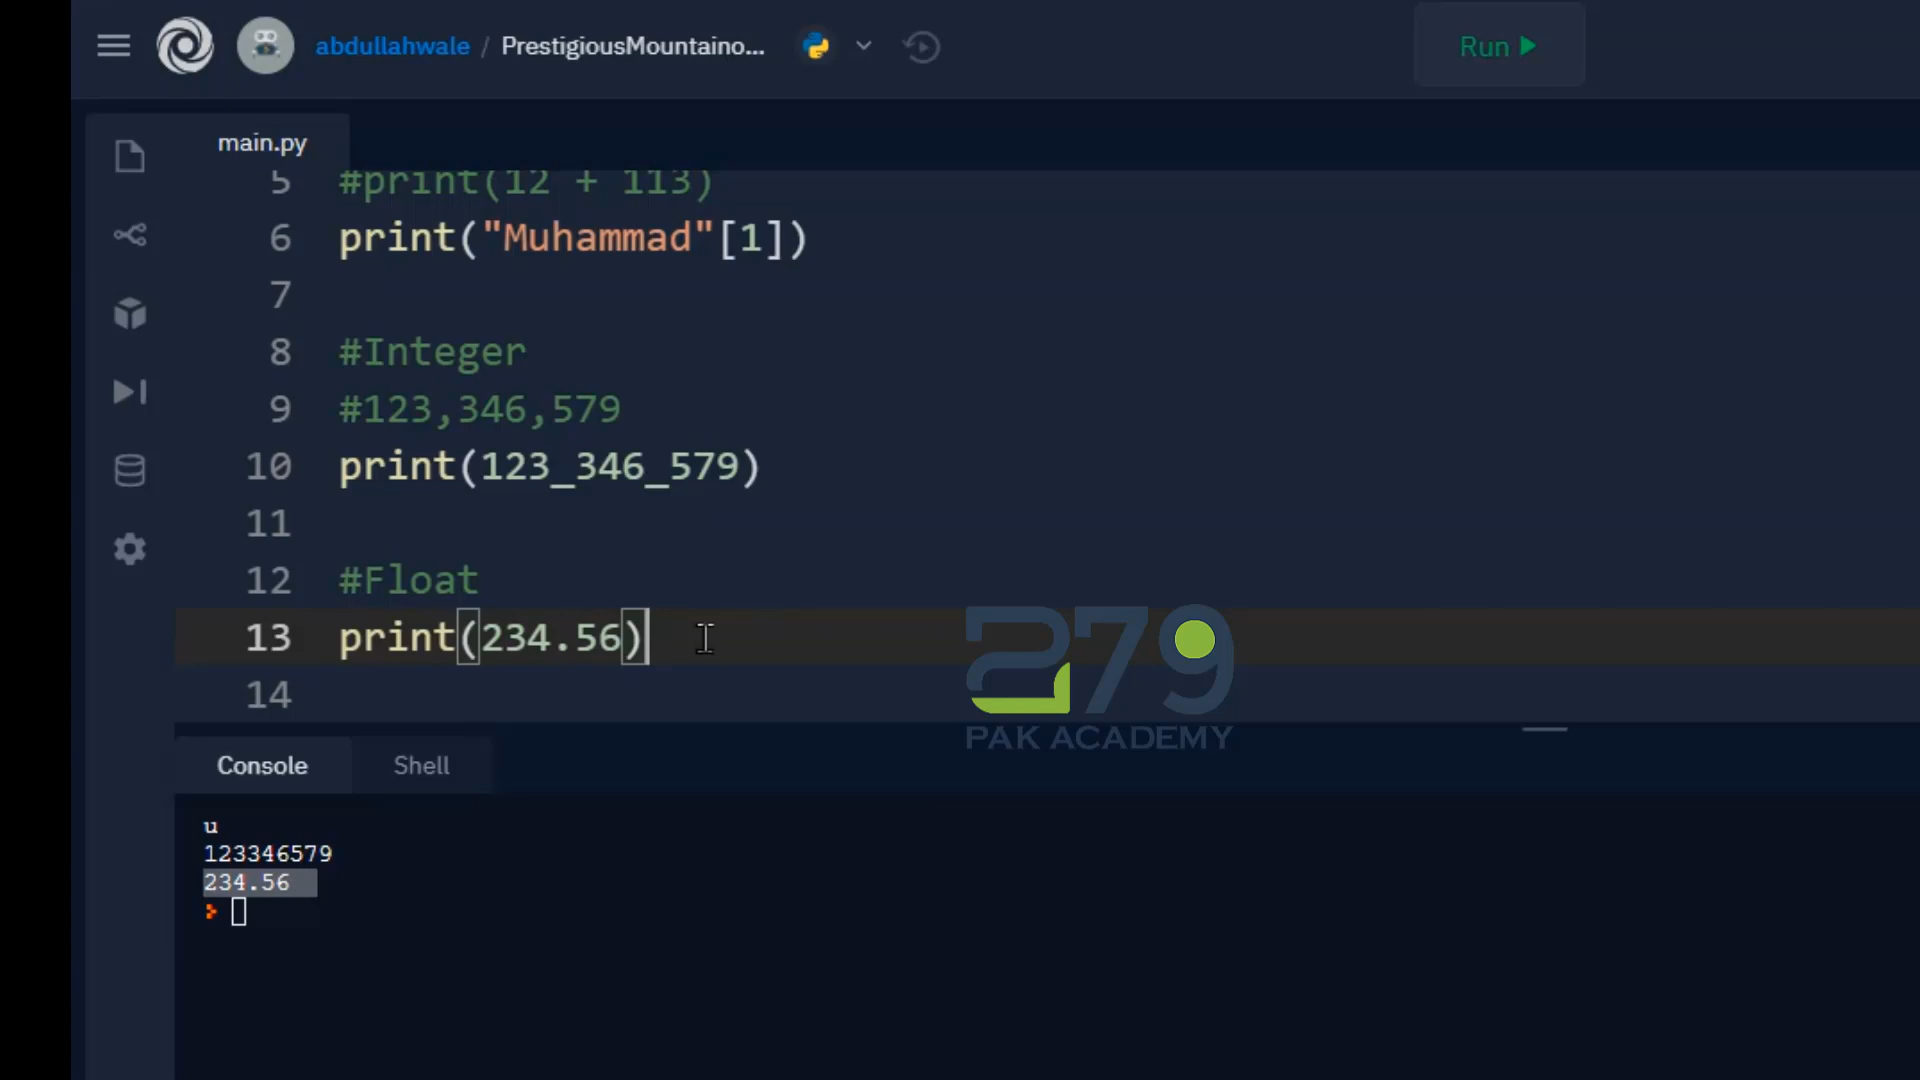 abdullahwale / PrestigiousMountaino...
Run
main.py
5 #print(12 + 113)
6 print("Muhammad"[1])
7
8 #Integer
9 #123,346,579
10 print(123_346_579)
11
12 #Float
13 print(234.56)
14
279
PAK ACADEMY
Console Shell
u
123346579
234.56